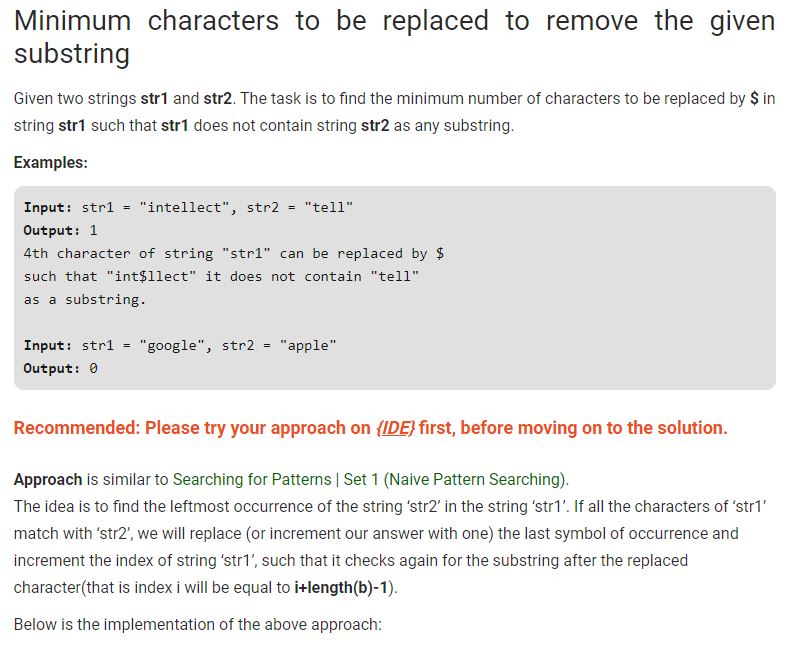 Minimum characters to be replaced to remove the given
substring
Given two strings str1 and str2. The task is to find the minimum number of characters to be replaced by $ in
string str1 such that str1 does not contain string str2 as any substring.
Examples:
Input: str1 = "intellect", str2 = "tell"
Output: 1
4th character of string "str1" can be replaced by $
such that "int$llect" it does not contain "tell"
as a substring.
Input: str1 = "google", str2 = "apple"
Output: 0
Recommended: Please try your approach on {IDE} first, before moving on to the solution.
Approach is similar to Searching for Patterns | Set 1 (Naive Pattern Searching).
The idea is to find the leftmost occurrence of the string ‘str2’ in the string ‘str1’. If all the characters of ‘str1’
match with ‘str2’, we will replace (or increment our answer with one) the last symbol of occurrence and
increment the index of string ‘str1’, such that it checks again for the substring after the replaced
character(that is index i will be equal to i+length(b)-1).
Below is the implementation of the above approach: